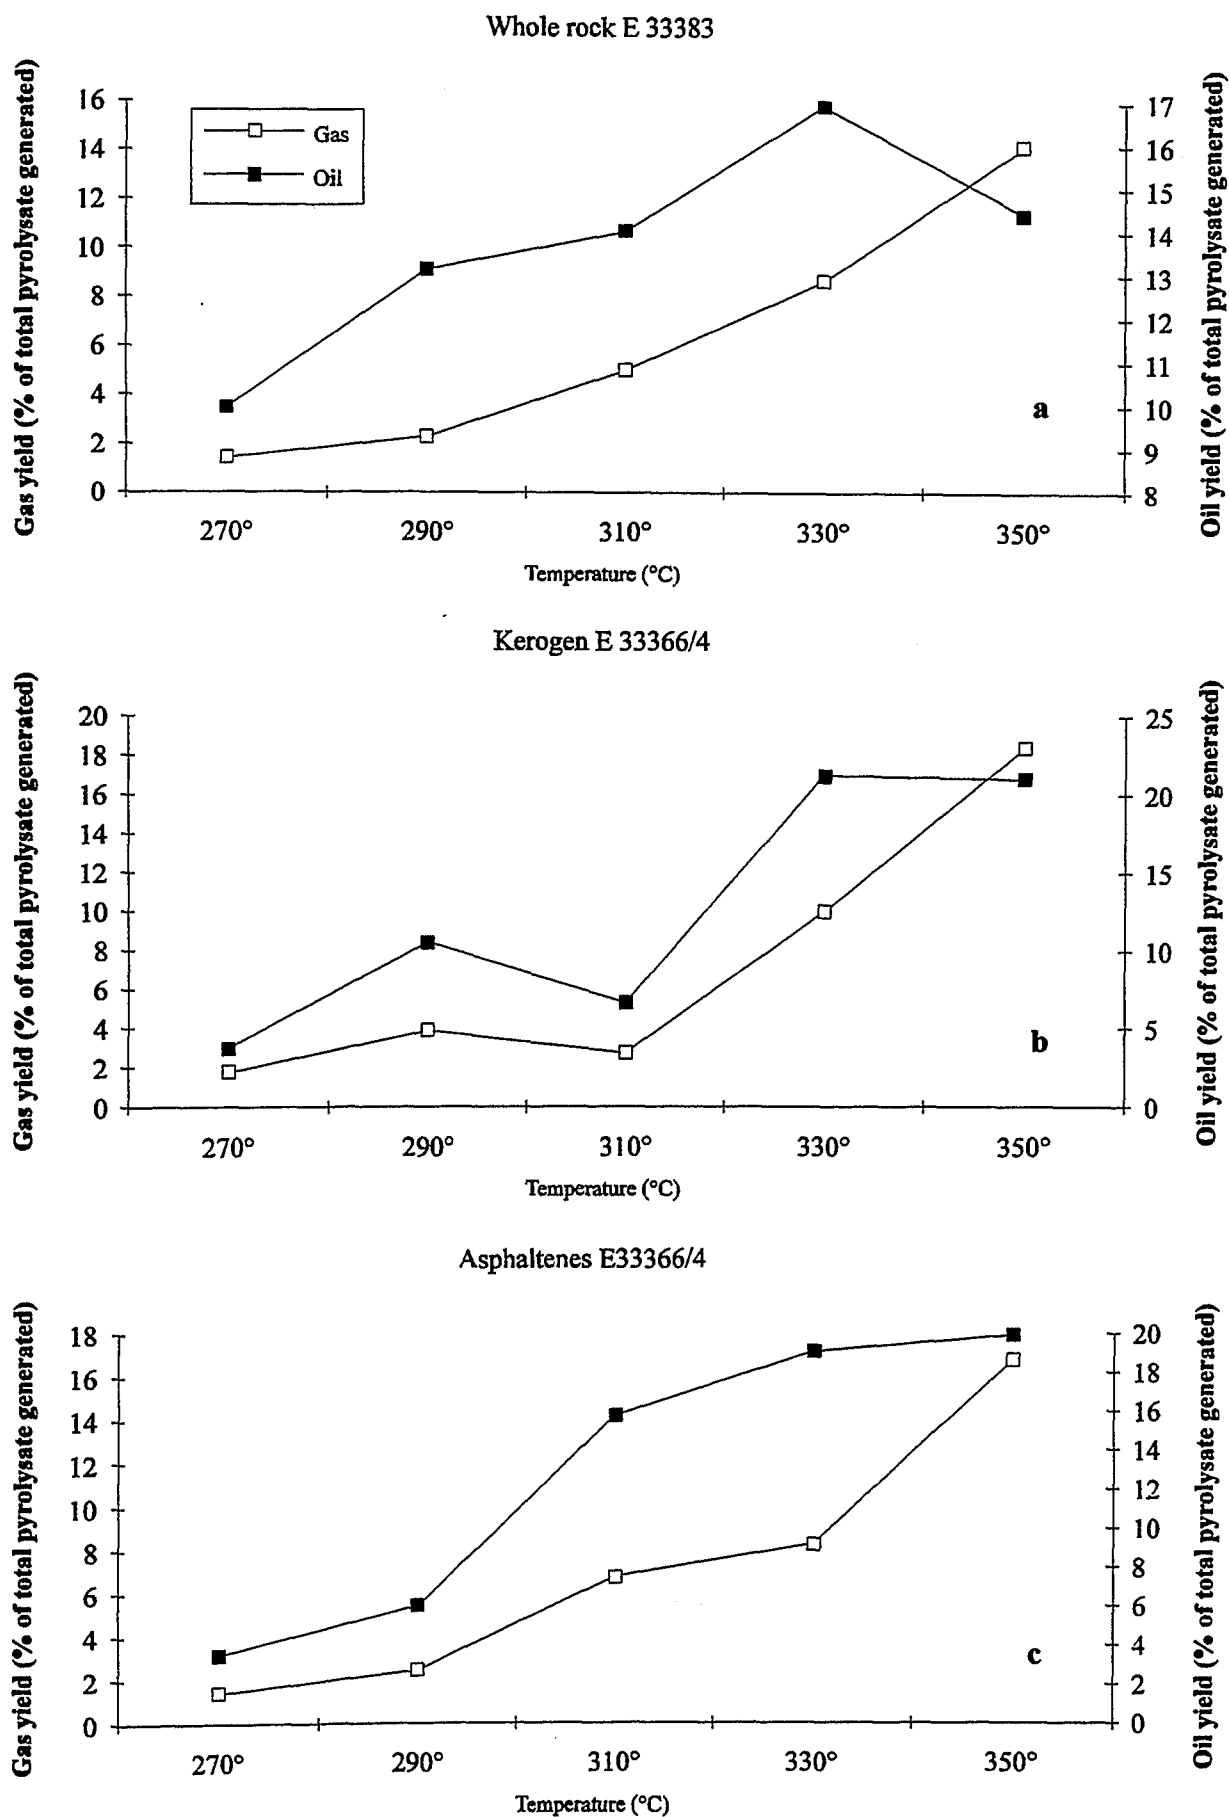 Whole rock E 33383
Gas yield (% of total pyrolysate generated)
16
14
12
10
8
6
4
2
0
Gas
Oil
17
16
15
14
13
12
11
10
9
8
Oil yield (% of total pyrolysate generated)
a
270° 290° 310° 330° 350°
Temperature (°C)
Kerogen E 33366/4
Gas yield (% of total pyrolysate generated)
20
18
16
14
12
10
8
6
4
2
0
25
20
15
10
5
0
Oil yield (% of total pyrolysate generated)
b
270° 290° 310° 330° 350°
Temperature (°C)
Asphaltenes E33366/4
Gas yield (% of total pyrolysate generated)
18
16
14
12
10
8
6
4
2
0
20
18
16
14
12
10
8
6
4
2
0
Oil yield (% of total pyrolysate generated)
c
270° 290° 310° 330° 350°
Temperature (°C)